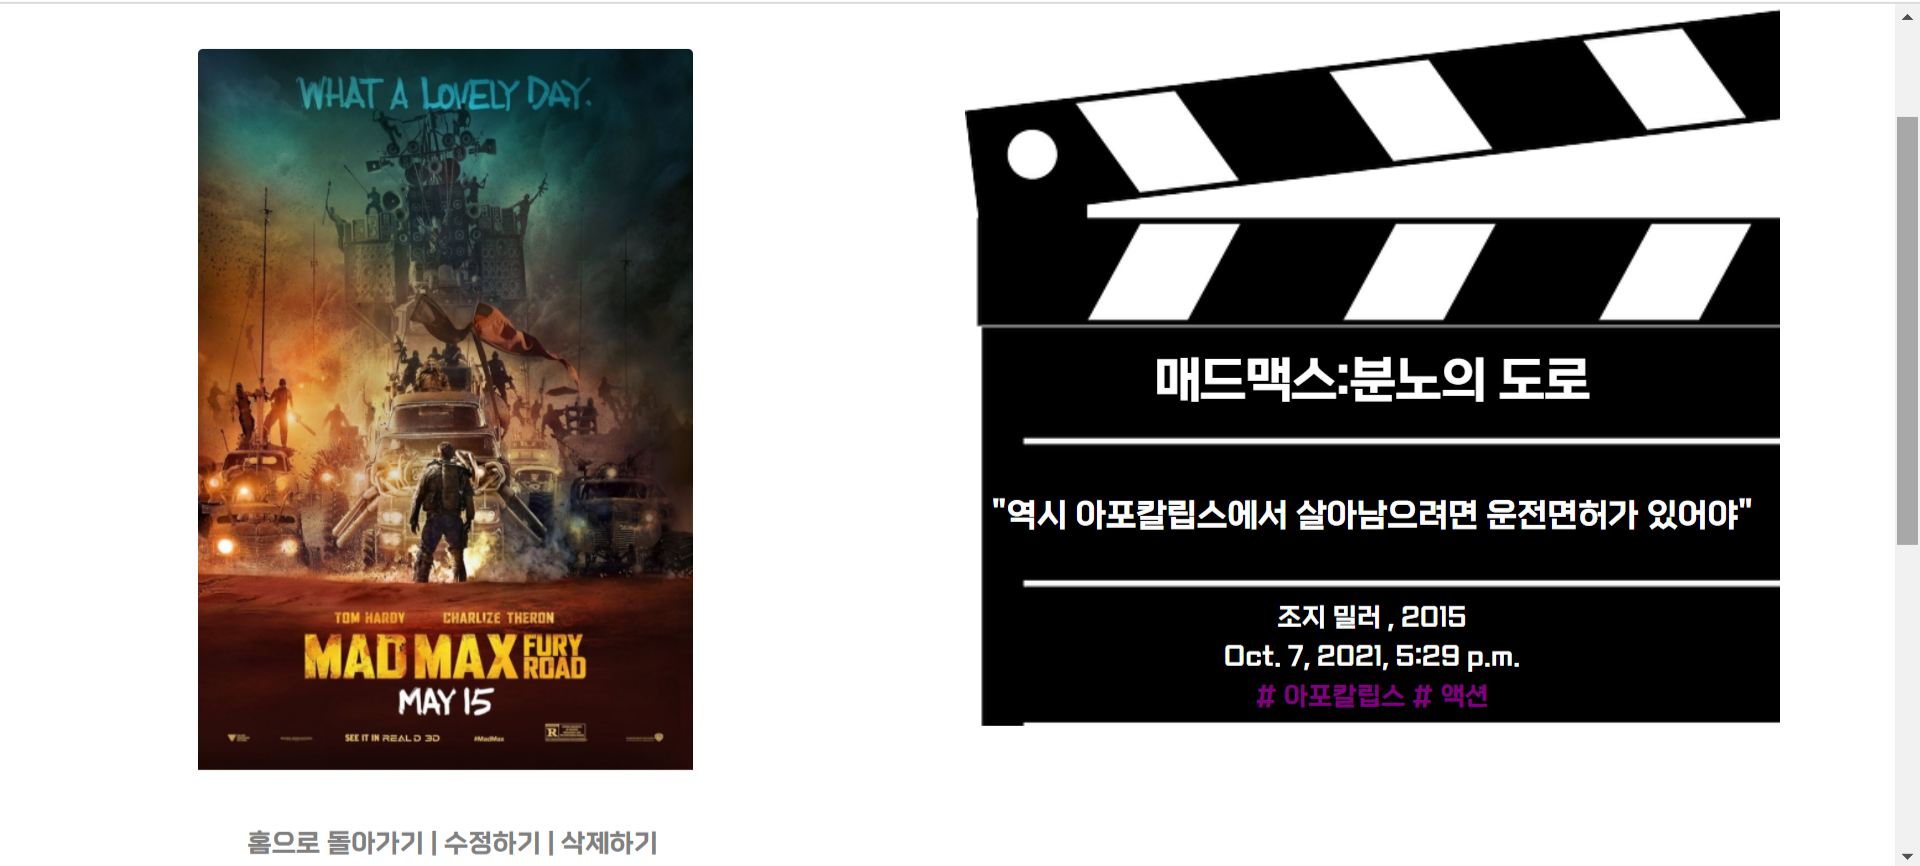 WHAT A LOVELY DAY.
TOM HARDY CHARLIZE THERON
MAD MAX FURY ROAD
MAY 15
SEE IT IN REAL D 3D
#MadMax
R
매드맥스:분노의 도로
"역시 아포칼립스에서 살아남으려면 운전면허가 있어야"
조지 밀러 , 2015
Oct. 7, 2021, 5:29 p.m.
# 아포칼립스 # 액션
홈으로 돌아가기 | 수정하기 | 삭제하기